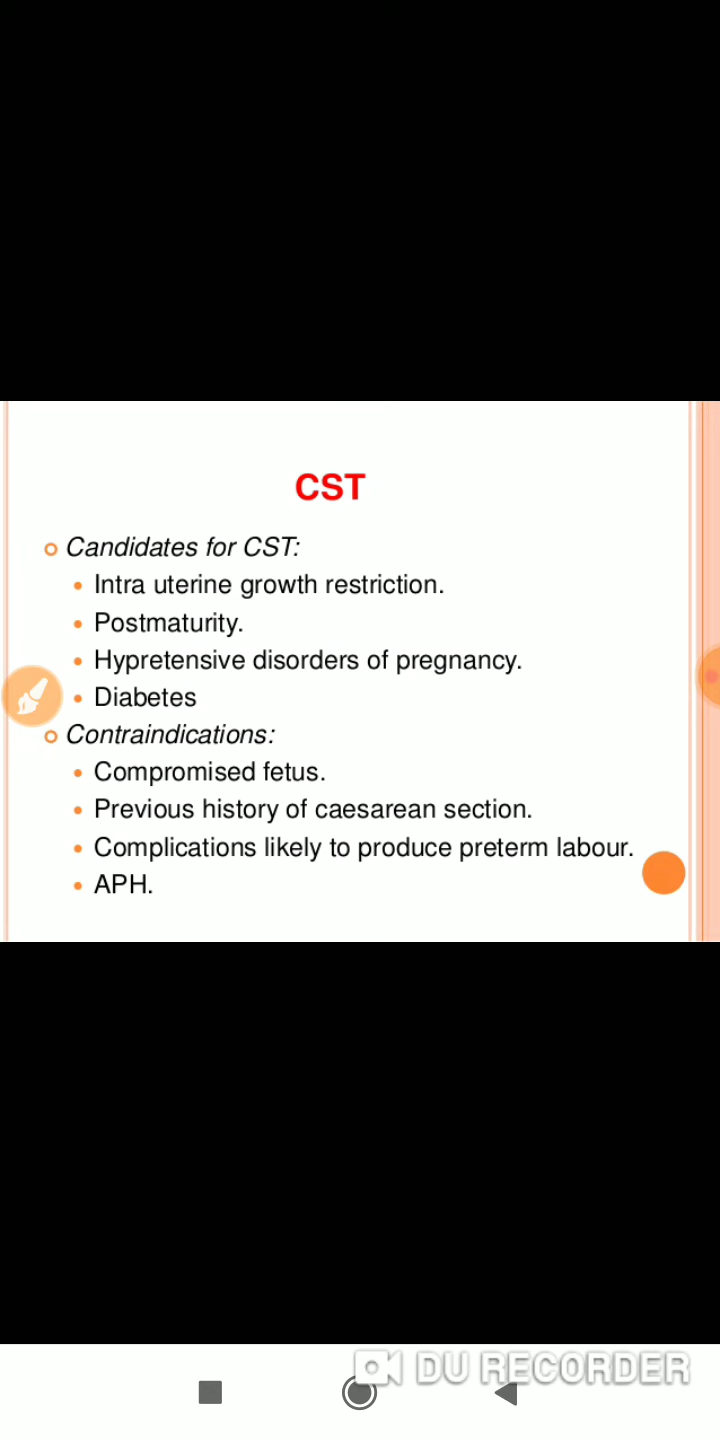 CST
Candidates for CST:
Intra uterine growth restriction.
Postmaturity.
Hypretensive disorders of pregnancy.
Diabetes
Contraindications:
Compromised fetus.
Previous history of caesarean section.
Complications likely to produce preterm labour.
APH.
DU RECORDER